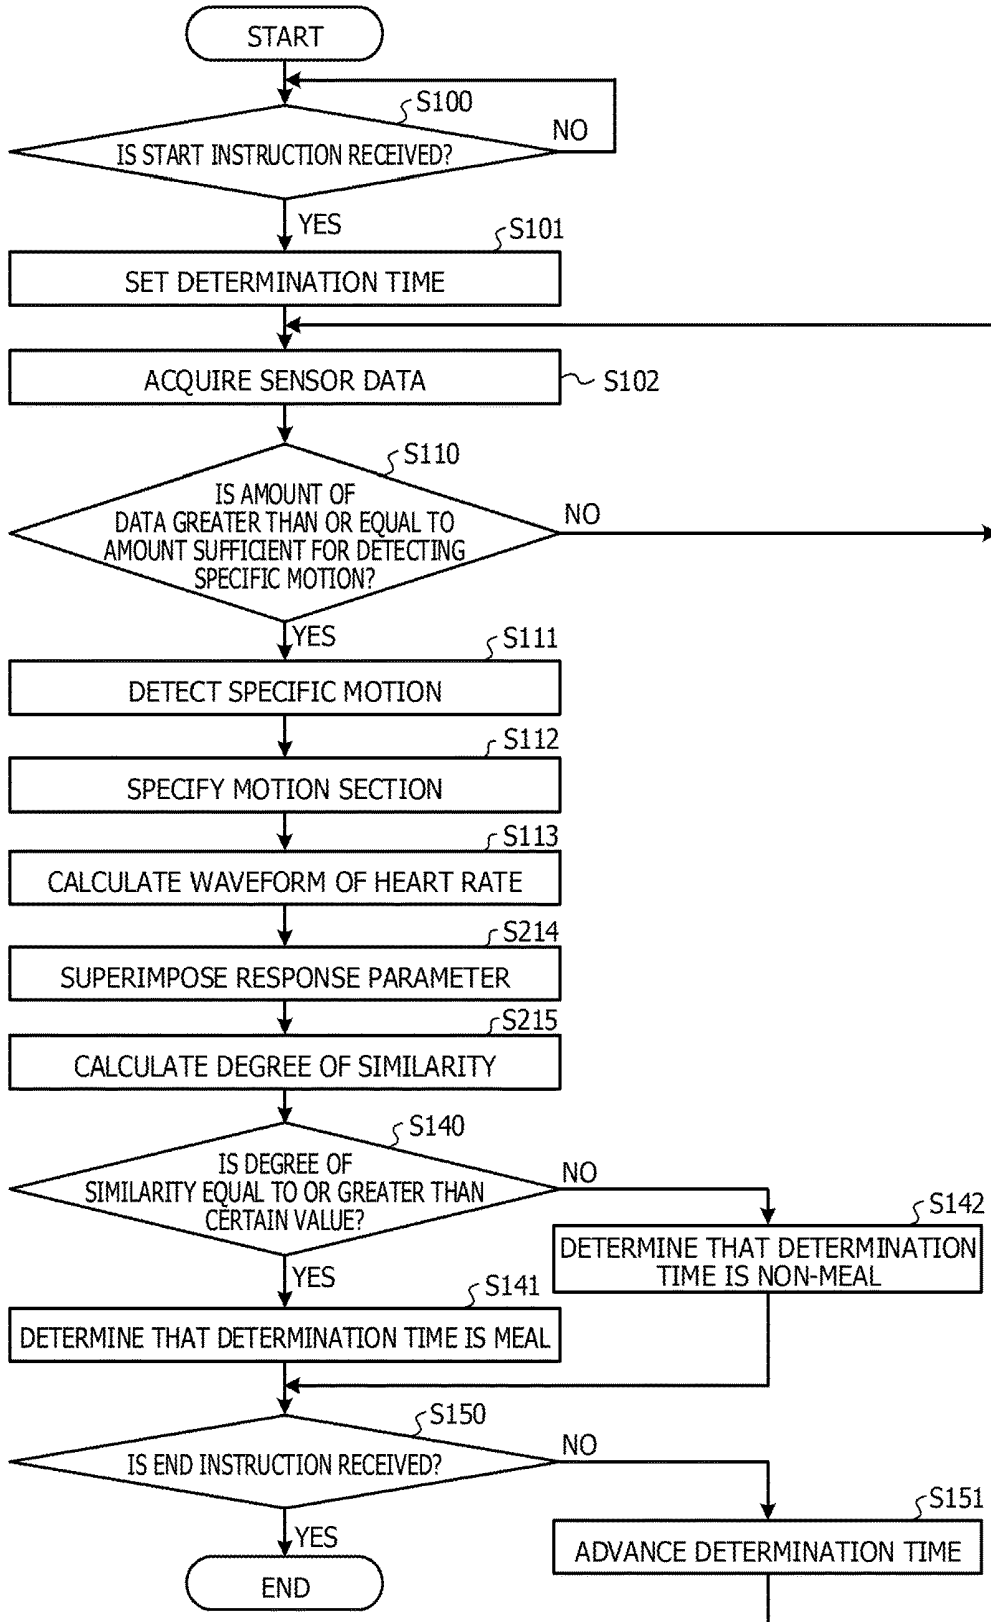 START
S100
IS START INSTRUCTION RECEIVED?
NO
YES
S101
SET DETERMINATION TIME
ACQUIRE SENSOR DATA
S102
S110
IS AMOUNT OF
DATA GREATER THAN OR EQUAL TO
AMOUNT SUFFICIENT FOR DETECTING
SPECIFIC MOTION?
NO
YES
S111
DETECT SPECIFIC MOTION
S112
SPECIFY MOTION SECTION
S113
CALCULATE WAVEFORM OF HEART RATE
S214
SUPERIMPOSE RESPONSE PARAMETER
S215
CALCULATE DEGREE OF SIMILARITY
S140
IS DEGREE OF
SIMILARITY EQUAL TO OR GREATER THAN
CERTAIN VALUE?
NO
S142
DETERMINE THAT DETERMINATION
TIME IS NON-MEAL
YES
S141
DETERMINE THAT DETERMINATION TIME IS MEAL
S150
IS END INSTRUCTION RECEIVED?
NO
S151
ADVANCE DETERMINATION TIME
YES
END